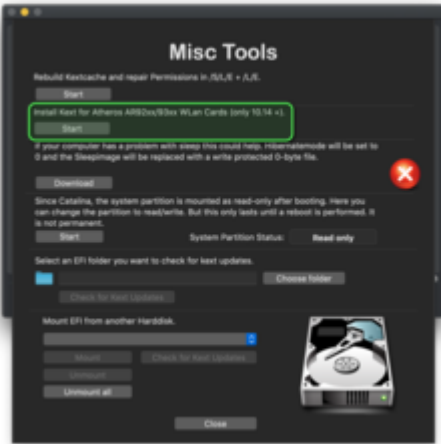 Misc Tools
Rebuild Kextcache and repair Permissions in /S/L/E + /L/E.
Start
Install Kext for Atheros AR92xx/93xx WLan Cards (only 10.14 +).
Start
If your computer has a problem with sleep this could help. Hibernatemode will be set to
0 and the Sleepimage will be replaced with a write protected 0-byte file.
Download
Since Catalina, the system partition is mounted as read-only after booting. Here you
can change the partition to read/write. But this only lasts until a reboot is performed. It
is not permanent.
Start
System Partition Status:
Read only
Select an EFI folder you want to check for kext updates.
Choose folder
Check for Kext Updates
Mount EFI from another Harddisk.
Mount
Check for Kext Updates
Unmount
Unmount all
Close